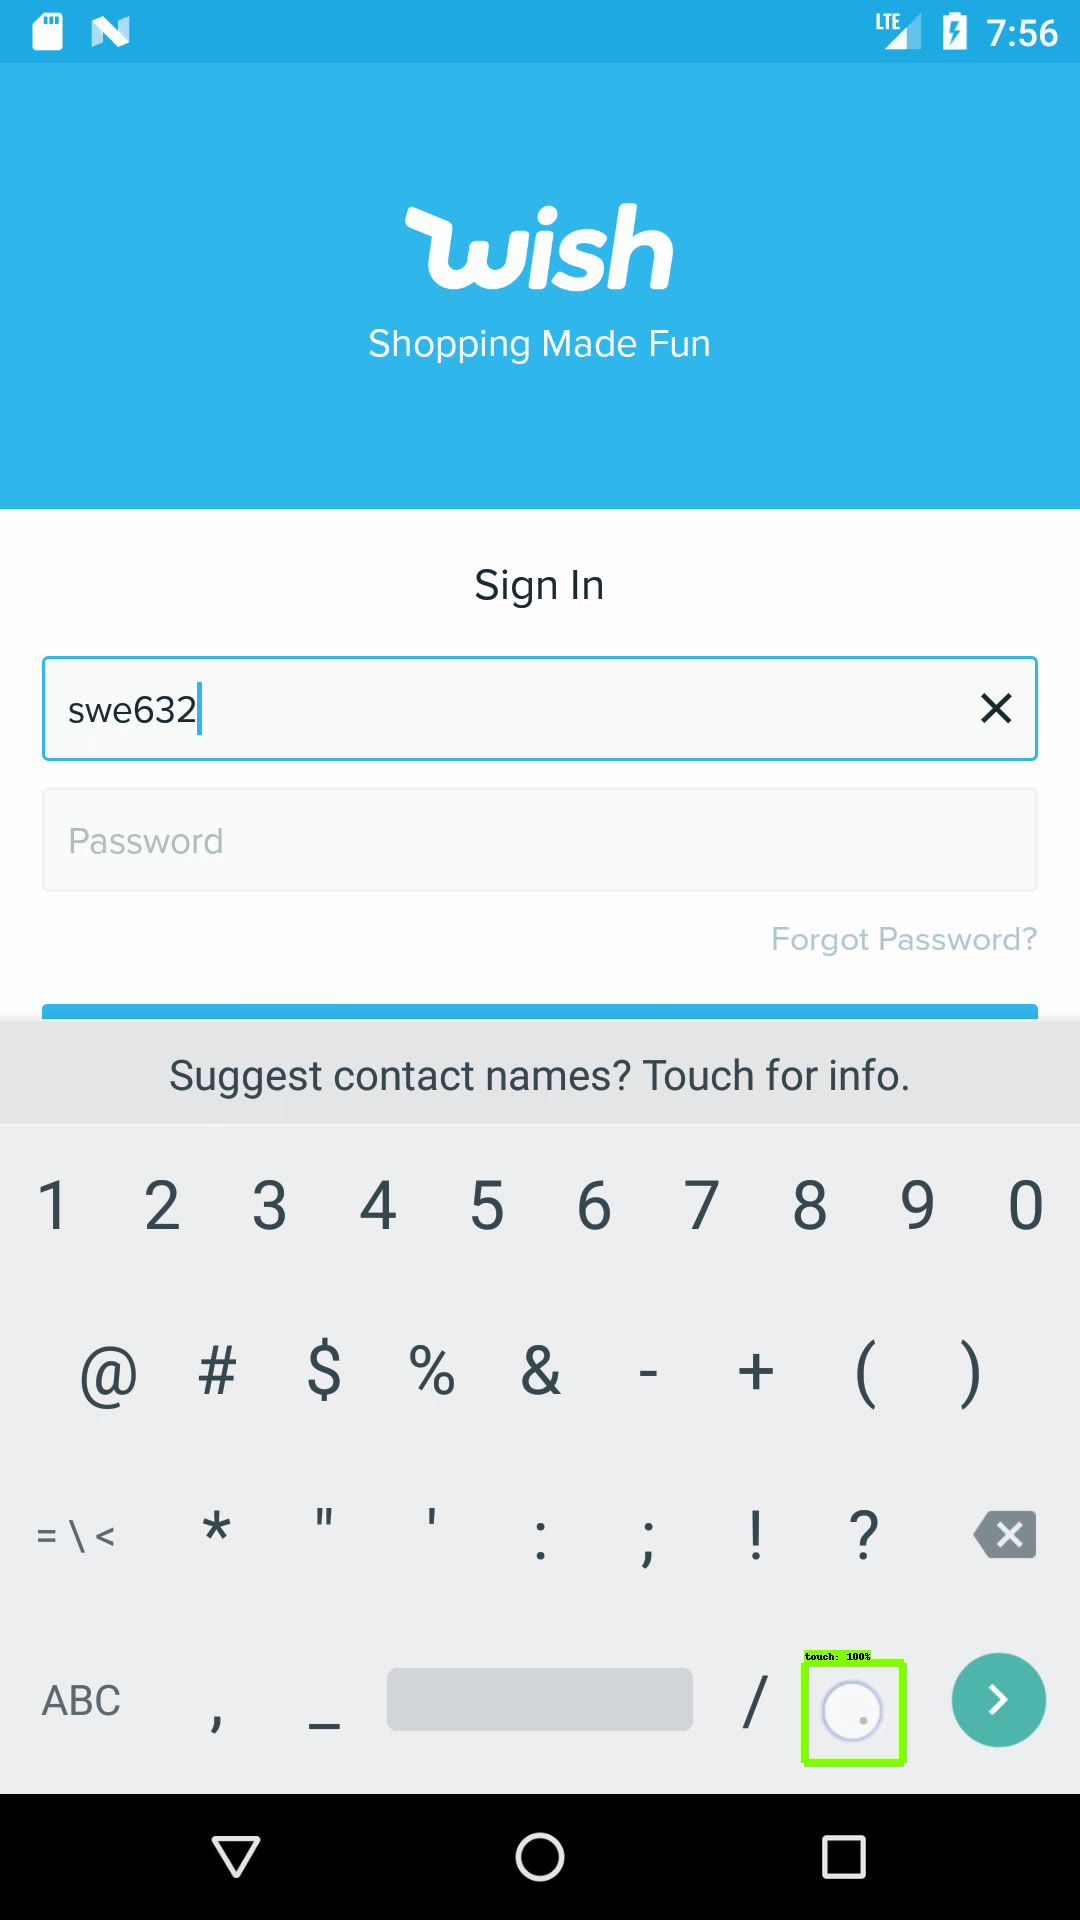 LTE 7:56
wish
Shopping Made Fun
Sign In
swe632
Password
Forgot Password?
Suggest contact names? Touch for info.
1 2 3 4 5 6 7 8 9 0
@ # $ % & - + ( )
= \ < * " ' : ; ! ?
touch: 100%
ABC , _ / .